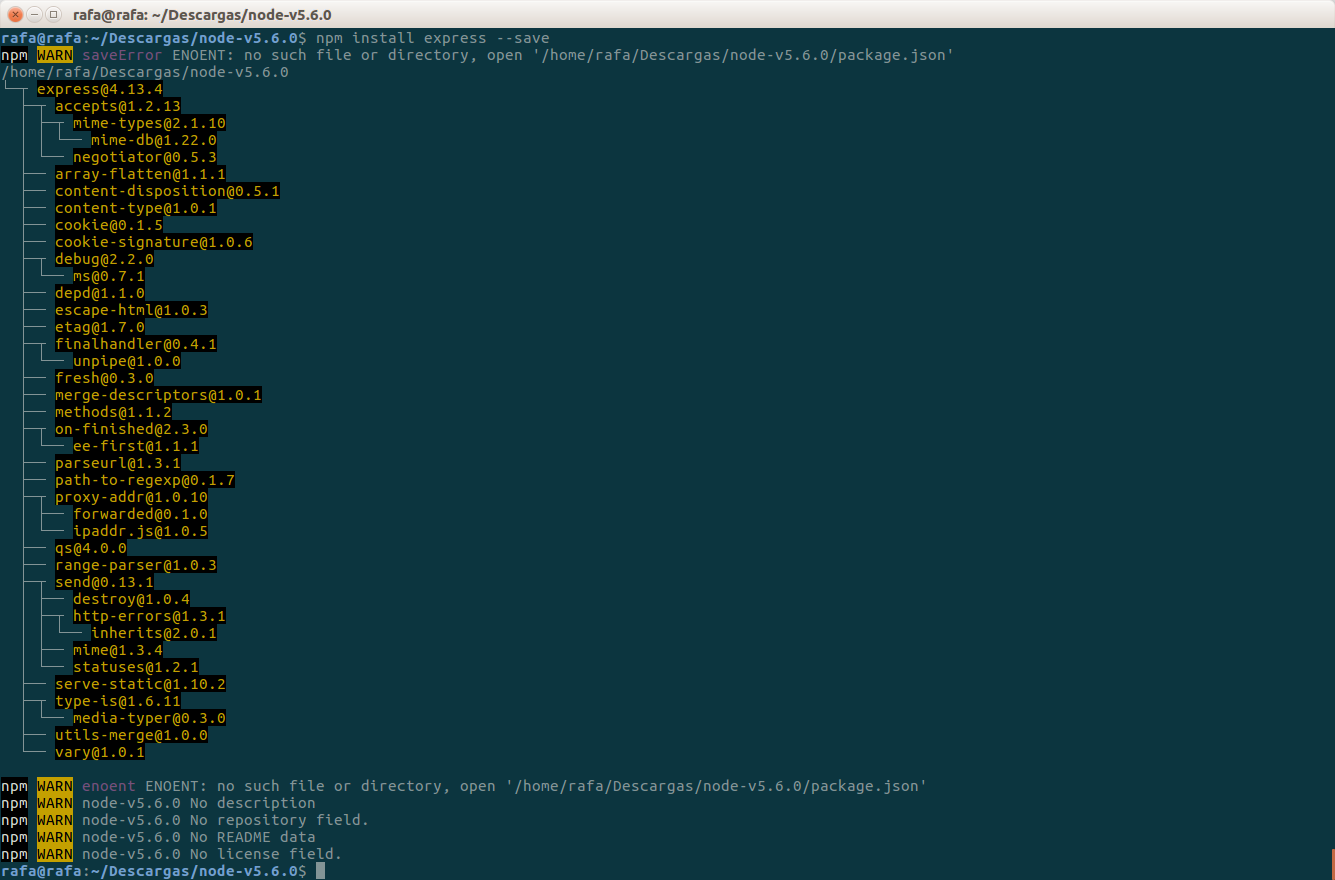 rafa@rafa: ~/Descargas/node-v5.6.0
rafa@rafa:~/Descargas/node-v5.6.0$ npm install express --save
npm WARN saveError ENOENT: no such file or directory, open '/home/rafa/Descargas/node-v5.6.0/package.json'
/home/rafa/Descargas/node-v5.6.0
└─┬ express@4.13.4
  ├─┬ accepts@1.2.13
  │ ├─┬ mime-types@2.1.10
  │ │ └── mime-db@1.22.0
  │ └── negotiator@0.5.3
  ├── array-flatten@1.1.1
  ├── content-disposition@0.5.1
  ├── content-type@1.0.1
  ├── cookie@0.1.5
  ├── cookie-signature@1.0.6
  ├─┬ debug@2.2.0
  │ └── ms@0.7.1
  ├── depd@1.1.0
  ├── escape-html@1.0.3
  ├── etag@1.7.0
  ├─┬ finalhandler@0.4.1
  │ └── unpipe@1.0.0
  ├── fresh@0.3.0
  ├── merge-descriptors@1.0.1
  ├── methods@1.1.2
  ├─┬ on-finished@2.3.0
  │ └── ee-first@1.1.1
  ├── parseurl@1.3.1
  ├── path-to-regexp@0.1.7
  ├─┬ proxy-addr@1.0.10
  │ ├── forwarded@0.1.0
  │ └── ipaddr.js@1.0.5
  ├── qs@4.0.0
  ├── range-parser@1.0.3
  ├─┬ send@0.13.1
  │ ├── destroy@1.0.4
  │ ├─┬ http-errors@1.3.1
  │ │ └── inherits@2.0.1
  │ ├── mime@1.3.4
  │ └── statuses@1.2.1
  ├── serve-static@1.10.2
  ├─┬ type-is@1.6.11
  │ └── media-typer@0.3.0
  ├── utils-merge@1.0.0
  └── vary@1.0.1
npm WARN enoent ENOENT: no such file or directory, open '/home/rafa/Descargas/node-v5.6.0/package.json'
npm WARN node-v5.6.0 No description
npm WARN node-v5.6.0 No repository field.
npm WARN node-v5.6.0 No README data
npm WARN node-v5.6.0 No license field.
rafa@rafa:~/Descargas/node-v5.6.0$